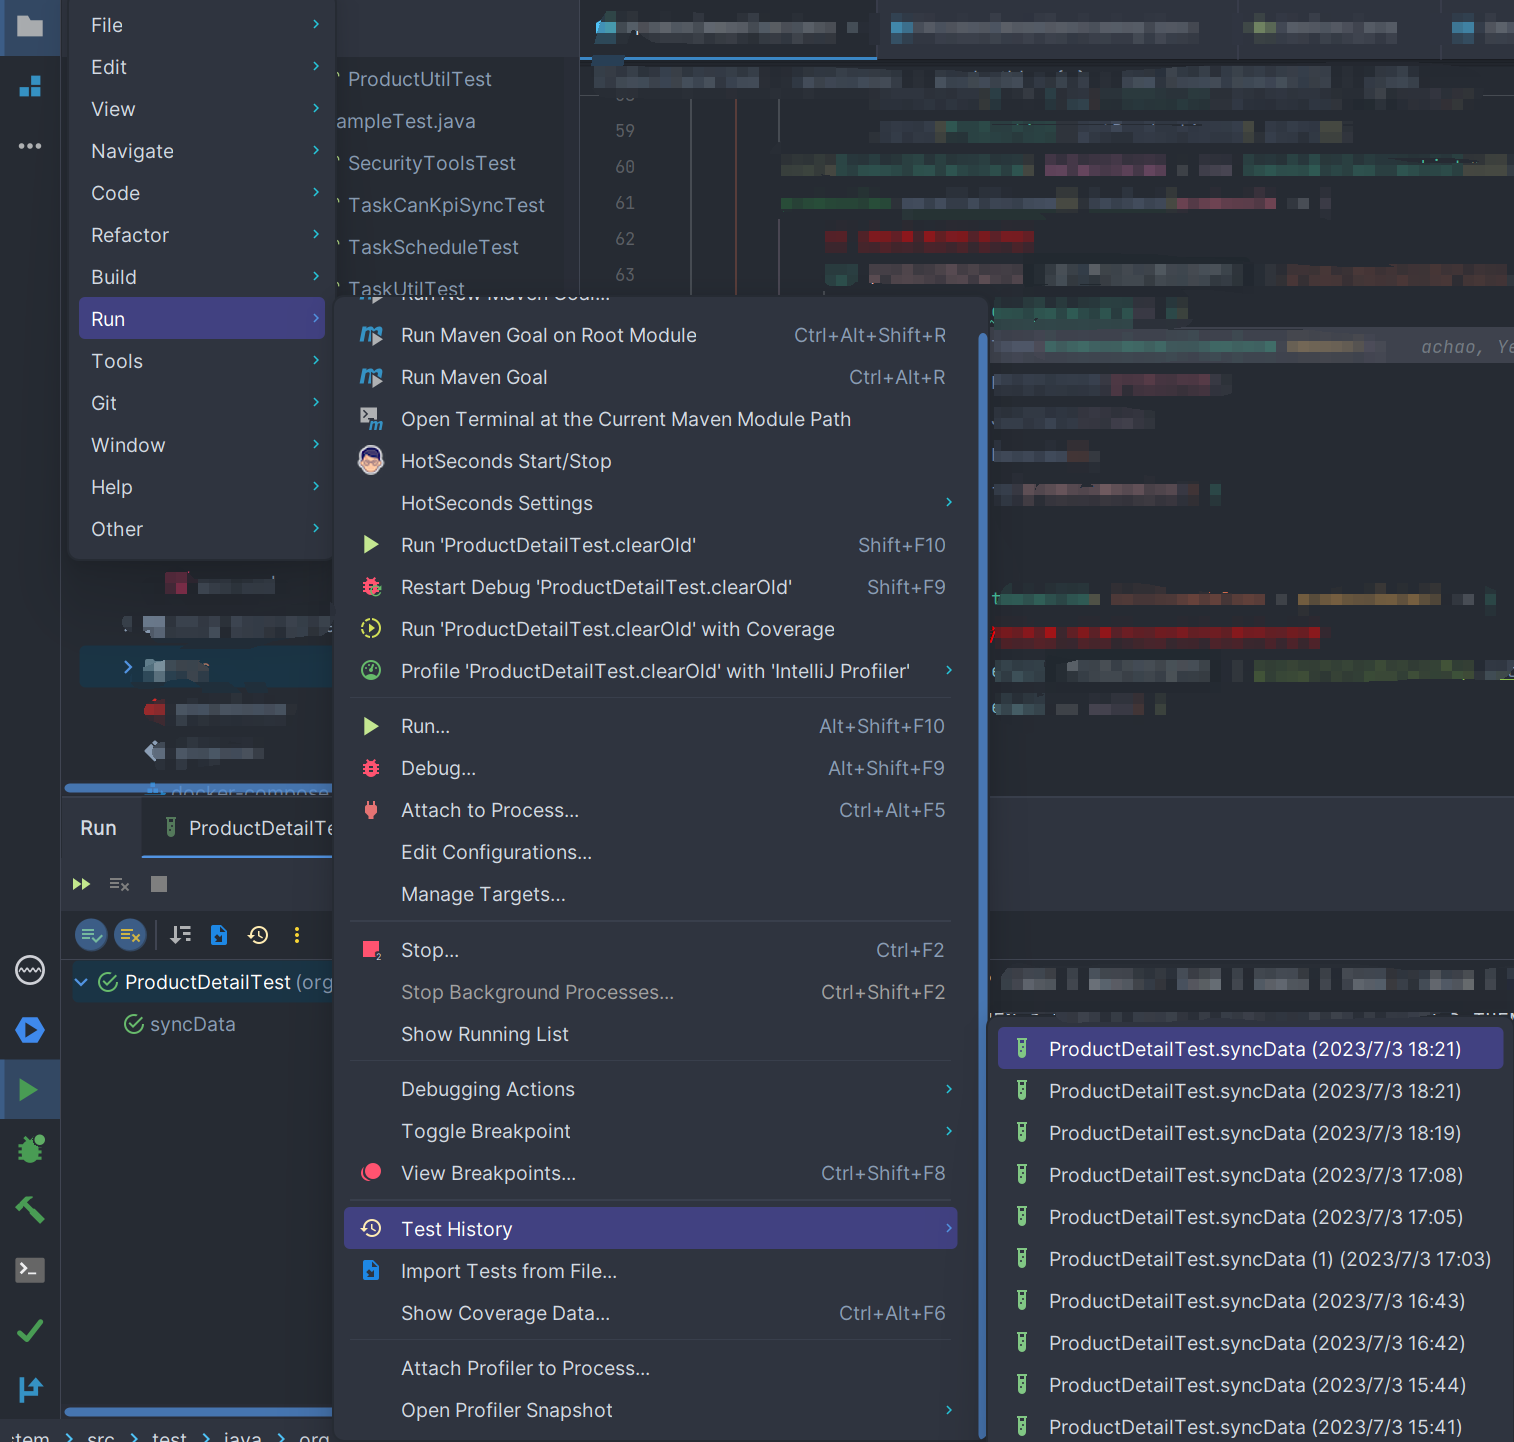 File
Edit
View
Navigate
Code
Refactor
Build
Run
Tools
Git
Window
Help
Other
ProductUtilTest
ampleTest.java
SecurityToolsTest
TaskCanKpiSyncTest
TaskScheduleTest
TaskUtilTest
59
60
61
62
63
achao, Ye
Run New Maven Goal...
Run Maven Goal on Root Module Ctrl+Alt+Shift+R
Run Maven Goal Ctrl+Alt+R
Open Terminal at the Current Maven Module Path
HotSeconds Start/Stop
HotSeconds Settings
Run 'ProductDetailTest.clearOld' Shift+F10
Restart Debug 'ProductDetailTest.clearOld' Shift+F9
Run 'ProductDetailTest.clearOld' with Coverage
Profile 'ProductDetailTest.clearOld' with 'IntelliJ Profiler'
Run... Alt+Shift+F10
Debug... Alt+Shift+F9
Attach to Process... Ctrl+Alt+F5
Edit Configurations...
Manage Targets...
Stop... Ctrl+F2
Stop Background Processes... Ctrl+Shift+F2
Show Running List
Debugging Actions
Toggle Breakpoint
View Breakpoints... Ctrl+Shift+F8
Test History
Import Tests from File...
Show Coverage Data... Ctrl+Alt+F6
Attach Profiler to Process...
Open Profiler Snapshot
docker-compose
Run ProductDetailTe
ProductDetailTest (org
syncData
ProductDetailTest.syncData (2023/7/3 18:21)
ProductDetailTest.syncData (2023/7/3 18:21)
ProductDetailTest.syncData (2023/7/3 18:19)
ProductDetailTest.syncData (2023/7/3 17:08)
ProductDetailTest.syncData (2023/7/3 17:05)
ProductDetailTest.syncData (1) (2023/7/3 17:03)
ProductDetailTest.syncData (2023/7/3 16:43)
ProductDetailTest.syncData (2023/7/3 16:42)
ProductDetailTest.syncData (2023/7/3 15:44)
ProductDetailTest.syncData (2023/7/3 15:41)
tem > src > test > java > org